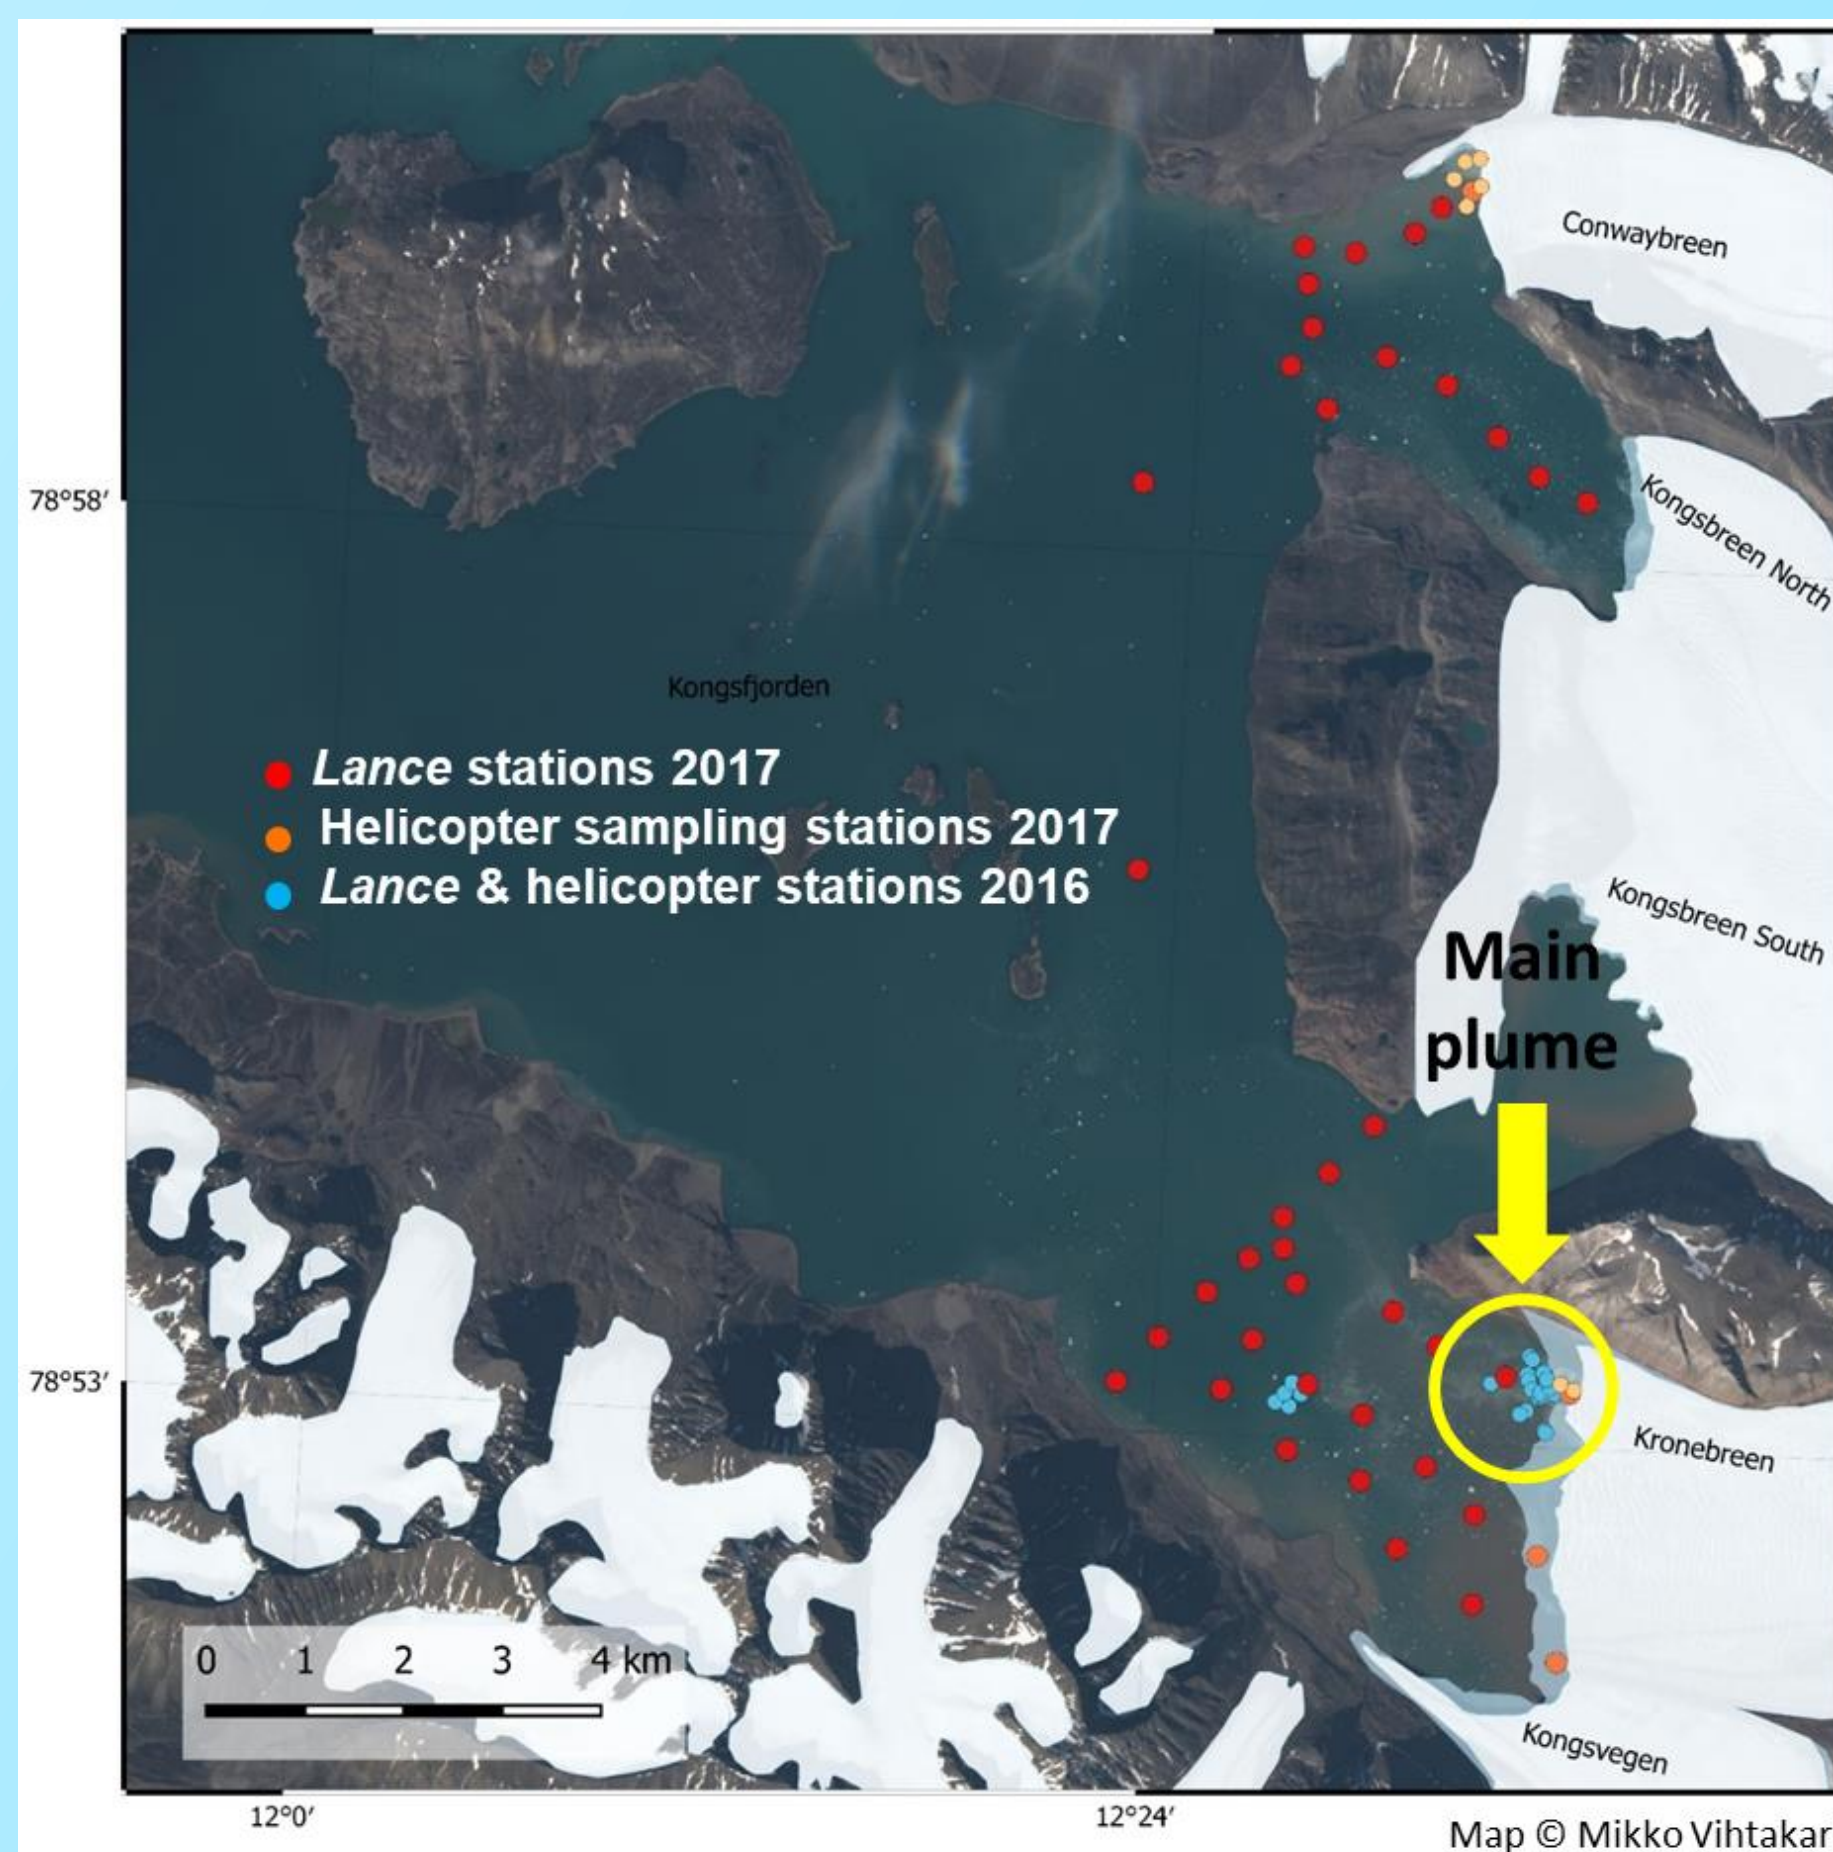 Conwaybreen
Kongsbreen North
78°58′
Kongsfjorden
Lance stations 2017
Helicopter sampling stations 2017
Lance & helicopter stations 2016
Kongsbreen South
Main
plume
78°53′
Kronebreen
0 1 2 3 4 km
Kongsvegen
12°0′ 12°24′
Map © Mikko Vihtakar